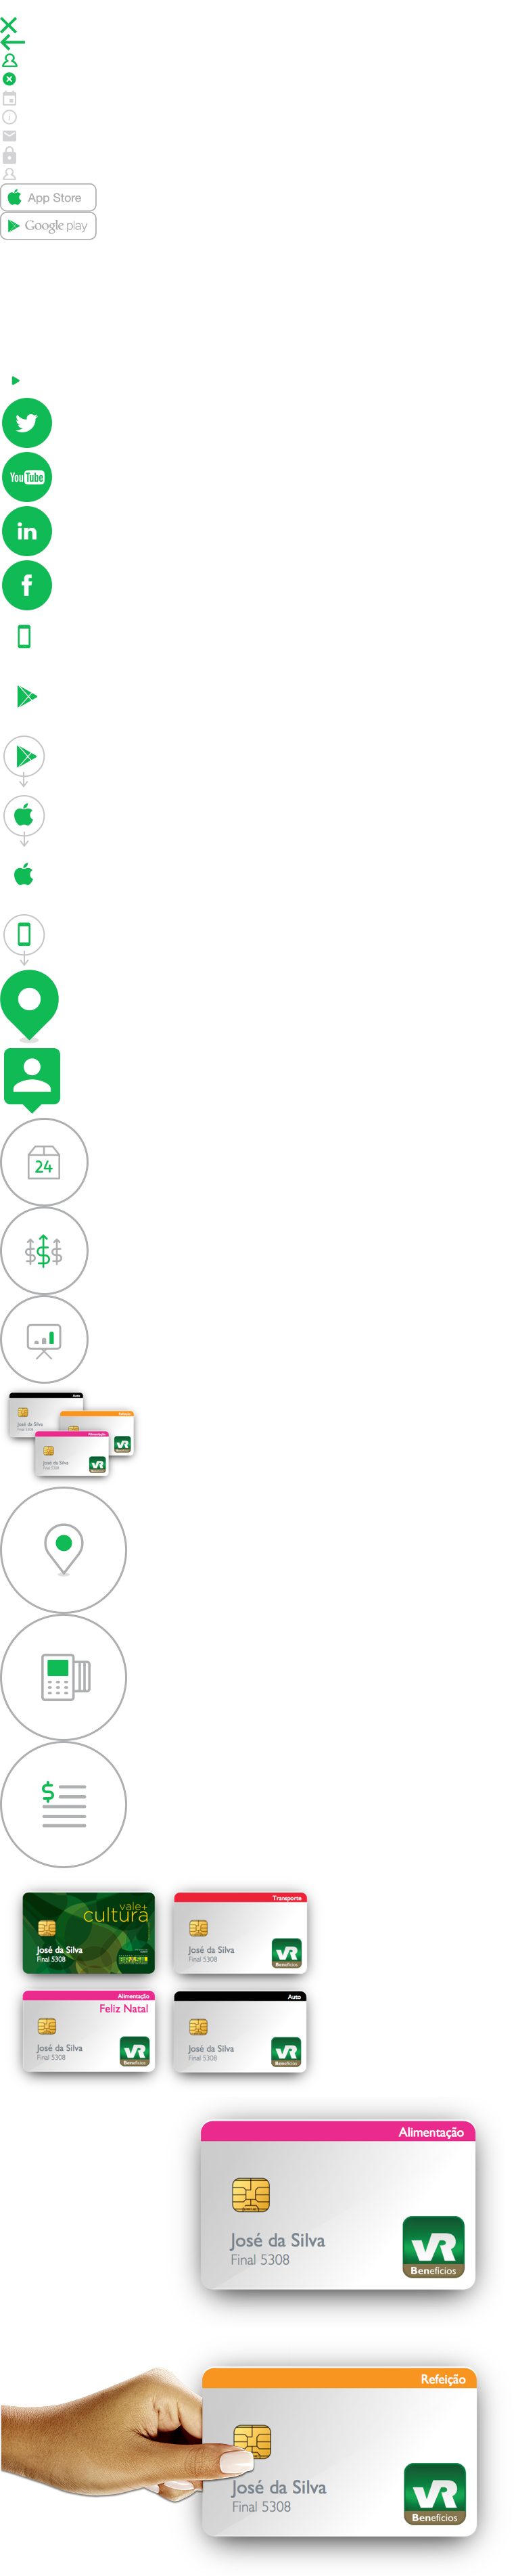 App Store
Google play
You Tube
in
f
24
$ $ $
Auto
José da Silva
Final 5308
Refeição
Alimentação
VR
José da Silva
Final 5308
VR
$
vale+
cultura
José da Silva
Final 5308
Transporte
José da Silva
Final 5308
VR
Benefícios
Alimentação
Feliz Natal
José da Silva
Final 5308
VR
Benefícios
Auto
José da Silva
Final 5308
VR
Benefícios
Alimentação
José da Silva
Final 5308
VR
Benefícios
Refeição
José da Silva
Final 5308
VR
Benefícios